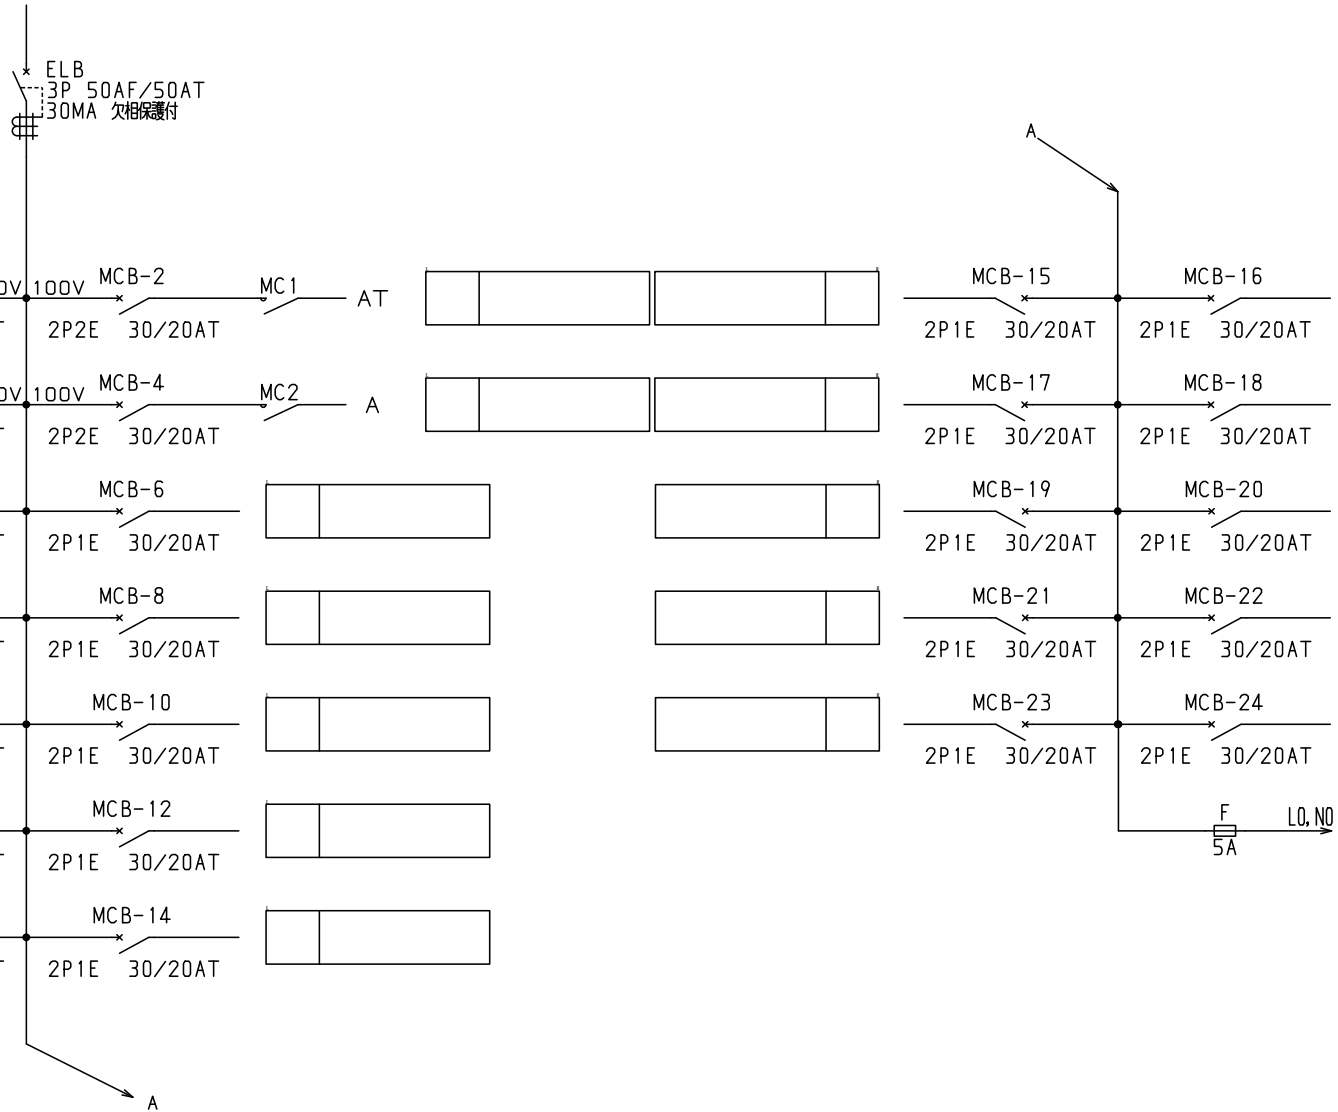 ELB
3P 50AF/50AT
30MA 欠相保護付
A
MCB-2
MC1
100V
AT
2P2E 30/20AT
MCB-15
MCB-16
2P1E 30/20AT
2P1E 30/20AT
MCB-4
MC2
100V
A
2P2E 30/20AT
MCB-17
MCB-18
2P1E 30/20AT
2P1E 30/20AT
MCB-6
2P1E 30/20AT
MCB-19
MCB-20
2P1E 30/20AT
2P1E 30/20AT
MCB-8
2P1E 30/20AT
MCB-21
MCB-22
2P1E 30/20AT
2P1E 30/20AT
MCB-10
2P1E 30/20AT
MCB-23
MCB-24
2P1E 30/20AT
2P1E 30/20AT
MCB-12
2P1E 30/20AT
F
5A
L0,N0
MCB-14
2P1E 30/20AT
A